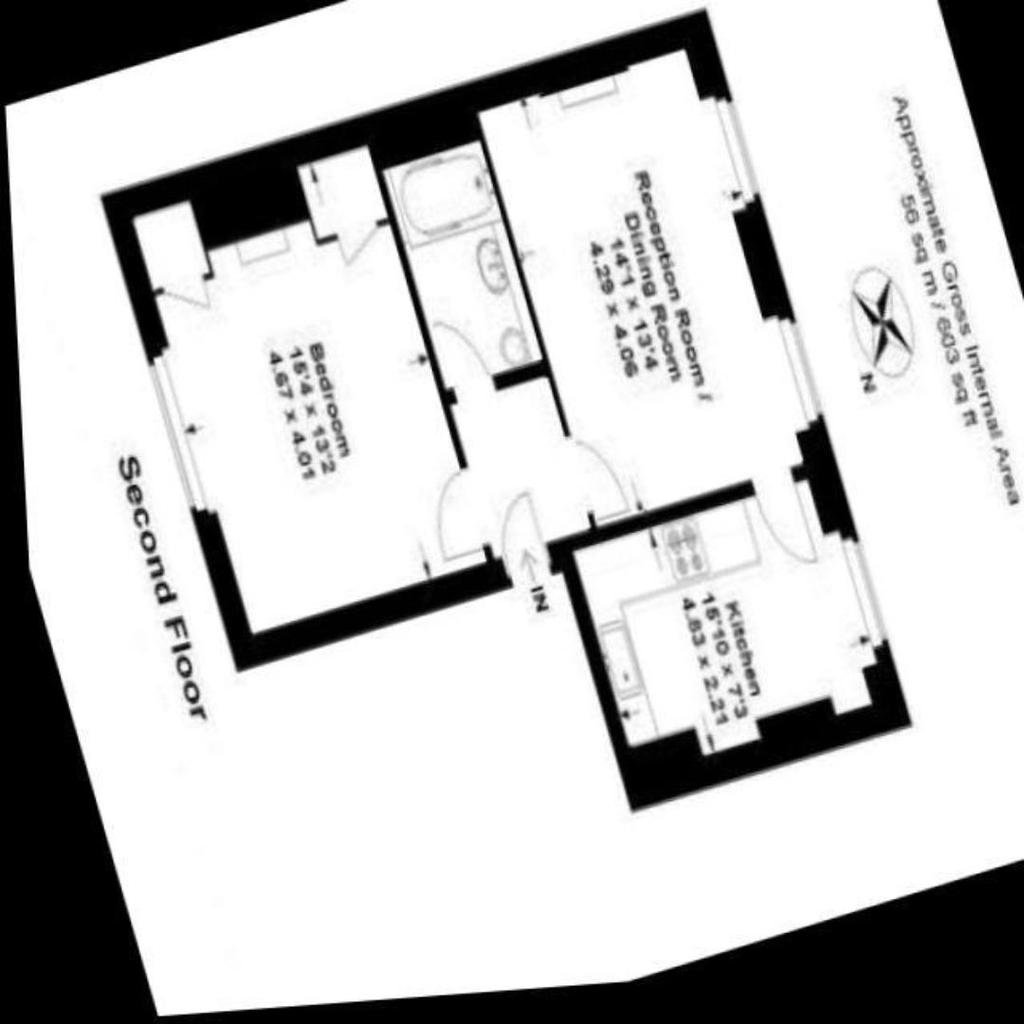 Approximate Gross Internal Area
56 sq m / 603 sq ft
N
Reception Room /
Dining Room
14'1 x 13'4
4.29 x 4.06
Bedroom
15'4 x 13'2
4.67 x 4.01
Kitchen
15'10 x 7'3
4.83 x 2.21
IN
Second Floor